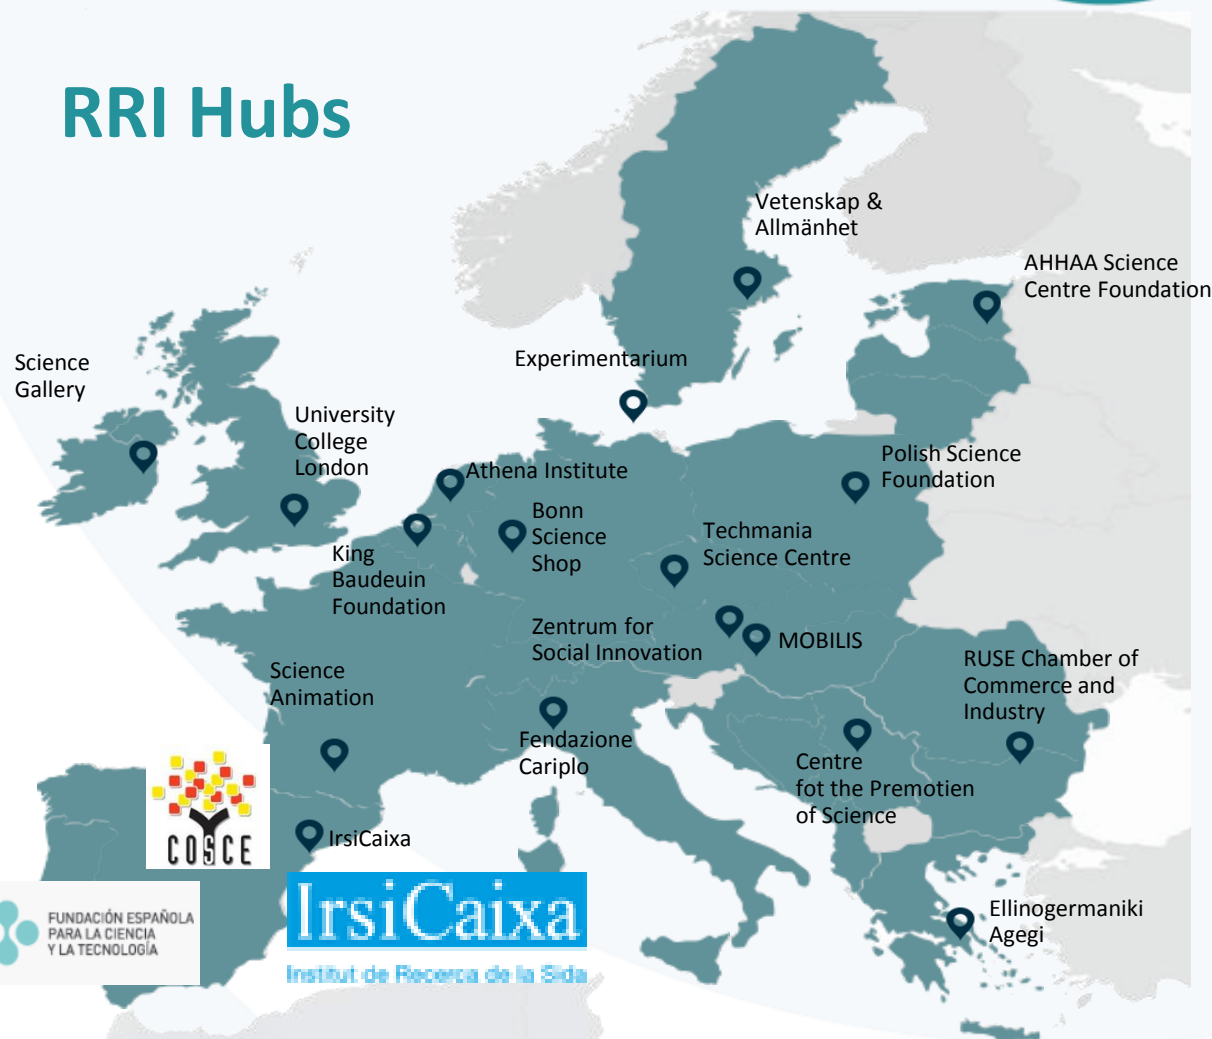 RRI Hubs
Vetenskap &
Allmänhet
AHHAA Science
Centre Foundation
Experimentarium
Science
Gallery
University
College
London
Athena Institute
Polish Science
Foundation
Bonn
Science
Shop
Techmania
Science Centre
King
Baudeuin
Foundation
Zentrum for
Social Innovation
MOBILIS
RUSE Chamber of
Commerce and
Industry
Science
Animation
Fendazione
Cariplo
Centre
fot the Premotien
of Science
COSCE
IrsiCaixa
IrsiCaixa
Institut de Recerca de la Sida
FUNDACIÓN ESPAÑOLA
PARA LA CIENCIA
Y LA TECNOLOGÍA
Ellinogermaniki
Agegi